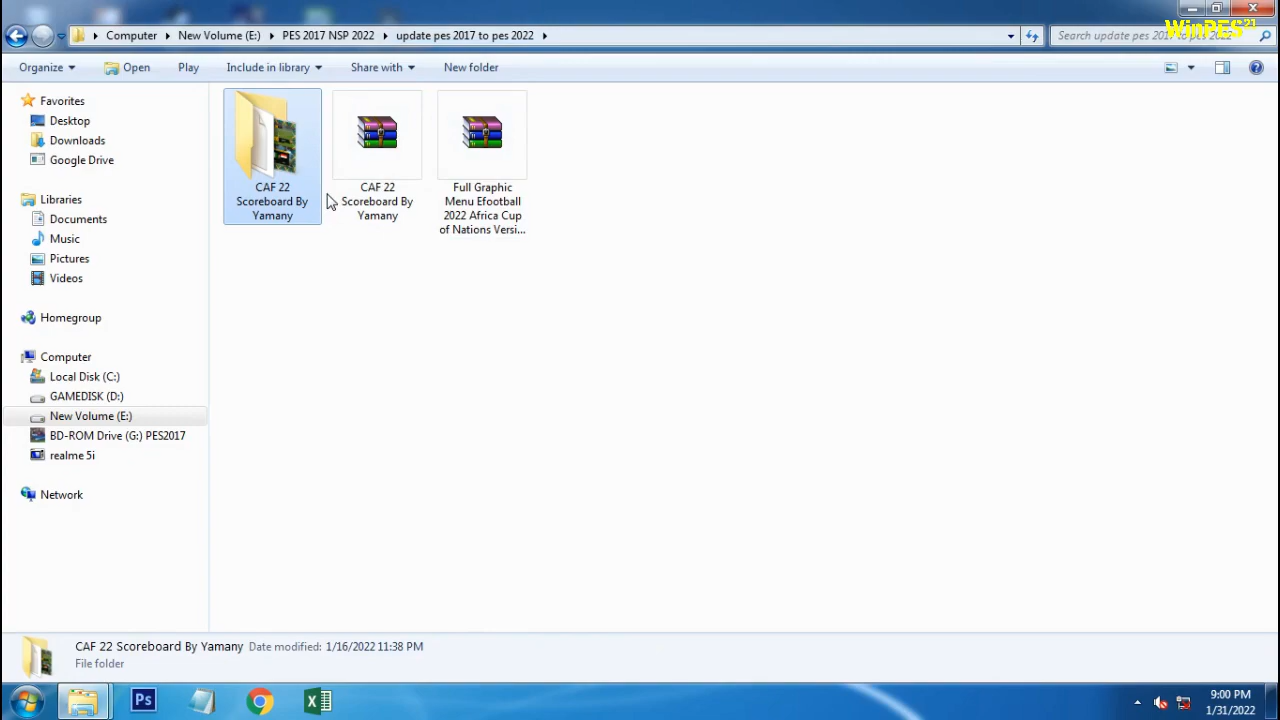 WinPES21
Computer New Volume (E:) PES 2017 NSP 2022 update pes 2017 to pes 2022 Search update pes 2017 to pes 2022
Organize Open Play Include in library Share with New folder
Favorites
Desktop
Downloads
Google Drive
Libraries
Documents
Music
Pictures
Videos
Homegroup
Computer
Local Disk (C:)
GAMEDISK (D:)
New Volume (E:)
BD-ROM Drive (G:) PES2017
realme 5i
Network
CAF 22
Scoreboard By
Yamany
CAF 22
Scoreboard By
Yamany
Full Graphic
Menu Efootball
2022 Africa Cup
of Nations Versi...
CAF 22 Scoreboard By Yamany Date modified: 1/16/2022 11:38 PM
File folder
Ps
9:00 PM
1/31/2022